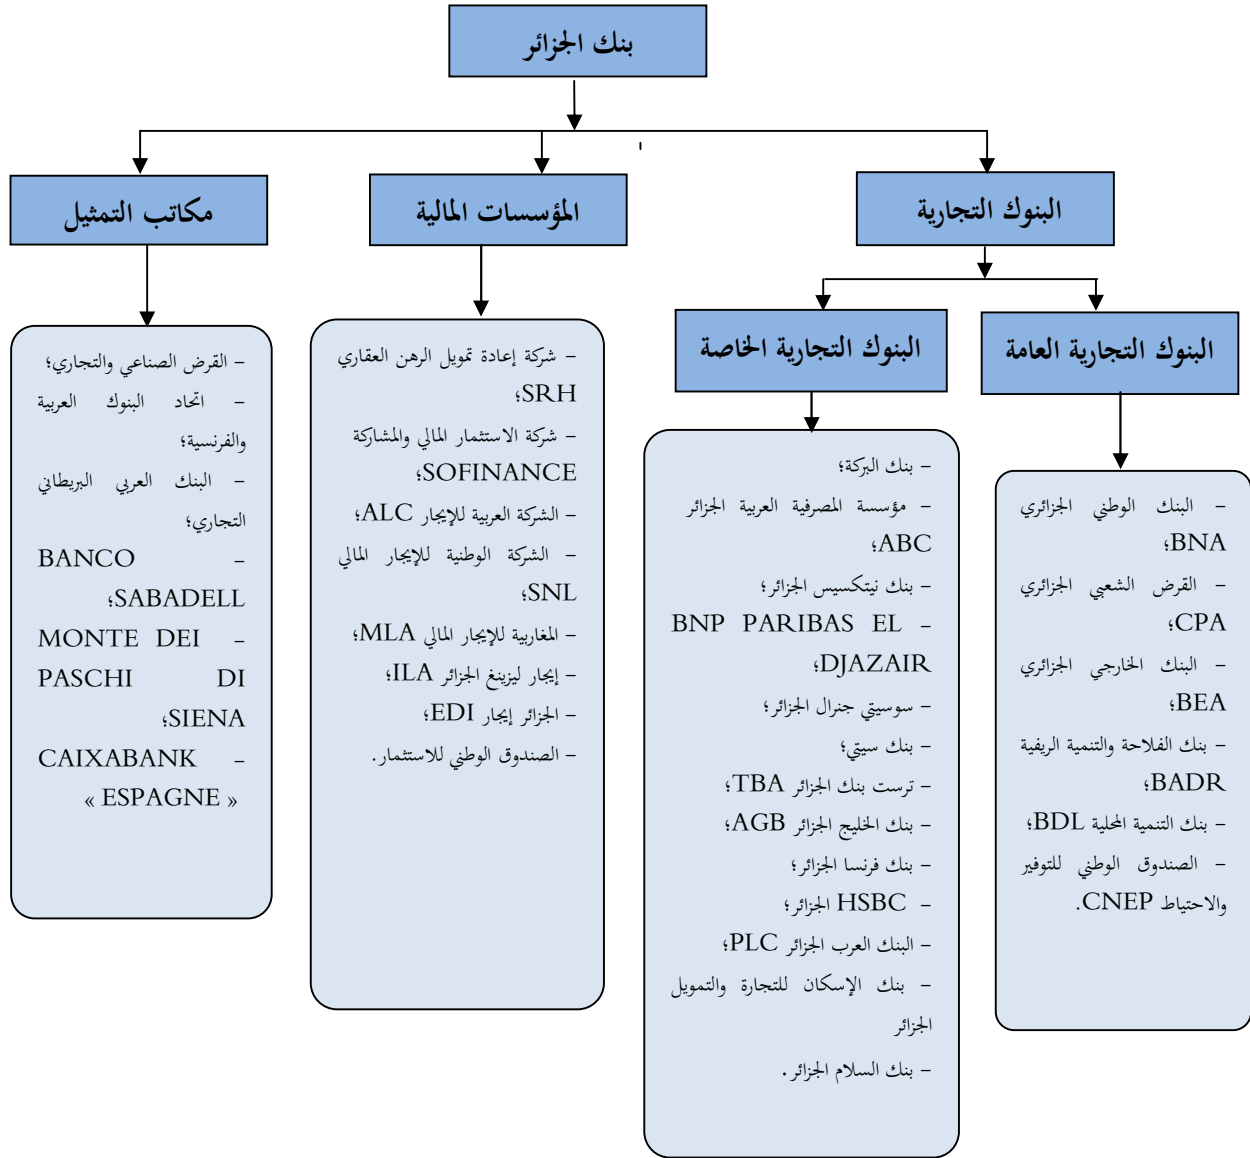 بنك الجزائر
البنوك التجارية
المؤسسات المالية
مكاتب التمثيل
البنوك التجارية العامة
البنوك التجارية الخاصة
- البنك الوطني الجزائري
BNA؛
- القرض الشعبي الجزائري
CPA؛
- البنك الخارجي الجزائري
BEA؛
- بنك الفلاحة والتنمية الريفية
BADR؛
- بنك التنمية المحلية BDL؛
- الصندوق الوطني للتوفير
والاحتياط CNEP.
- بنك البركة؛
- مؤسسة المصرفية العربية الجزائر
ABC؛
- بنك نيتكسيس الجزائر؛
- BNP PARIBAS EL
DJAZAIR؛
- سوسيتي جنرال الجزائر؛
- بنك سيتي؛
- ترست بنك الجزائر TBA؛
- بنك الخليج الجزائر AGB؛
- بنك فرنسا الجزائر؛
- HSBC الجزائر؛
- البنك العرب الجزائر PLC؛
- بنك الإسكان للتجارة والتمويل
الجزائر
- بنك السلام الجزائر.
- شركة إعادة تمويل الرهن العقاري
SRH؛
- شركة الاستثمار المالي والمشاركة
SOFINANCE؛
- الشركة العربية للإيجار ALC؛
- الشركة الوطنية للإيجار المالي
SNL؛
- المغاربية للإيجار المالي MLA؛
- إيجار ليزينغ الجزائر ILA؛
- الجزائر إيجار EDI؛
- الصندوق الوطني للاستثمار.
- القرض الصناعي والتجاري؛
- اتحاد البنوك العربية
والفرنسية؛
- البنك العربي البريطاني
التجاري؛
- BANCO
SABADELL؛
- MONTE DEI
PASCHI DI
SIENA؛
- CAIXABANK
« ESPAGNE »